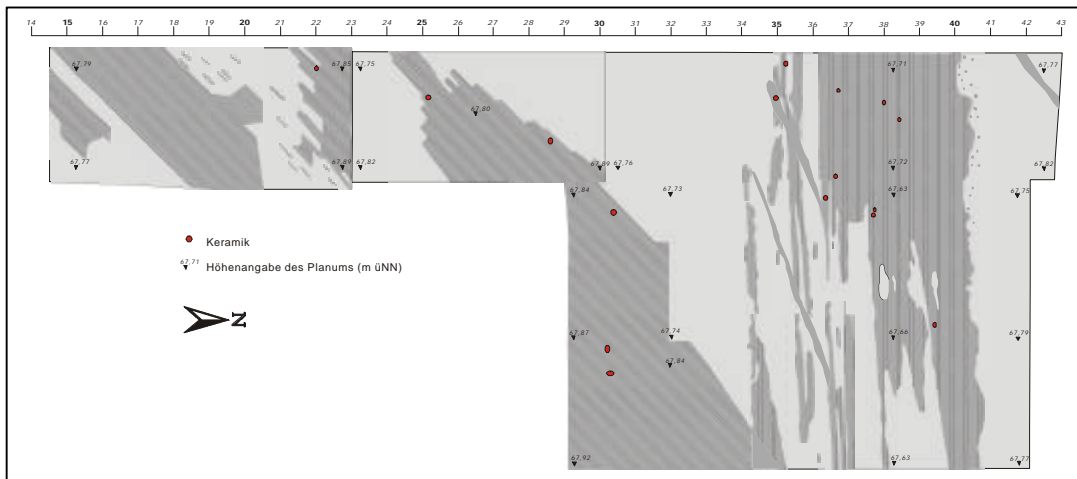 14 15 16 17 18 19 20 21 22 23 24 25 26 27 28 29 30 31 32 33 34 35 36 37 38 39 40 41 42 43
67,79 67,85 67,75 67,71 67,77
67,80
67,77 67,89 67,82 67,89 67,76 67,72 67,82
67,84 67,73 67,63 67,75
Keramik
67,71 Höhenangabe des Planums (m üNN)
N
67,87 67,74 67,66 67,79
67,84
67,92 67,63 67,77